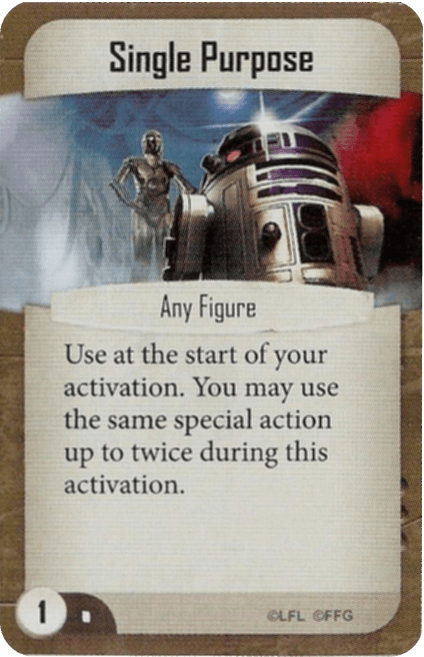 Single Purpose
Any Figure
Use at the start of your
activation. You may use
the same special action
up to twice during this
activation.
1
©LFL ©FFG